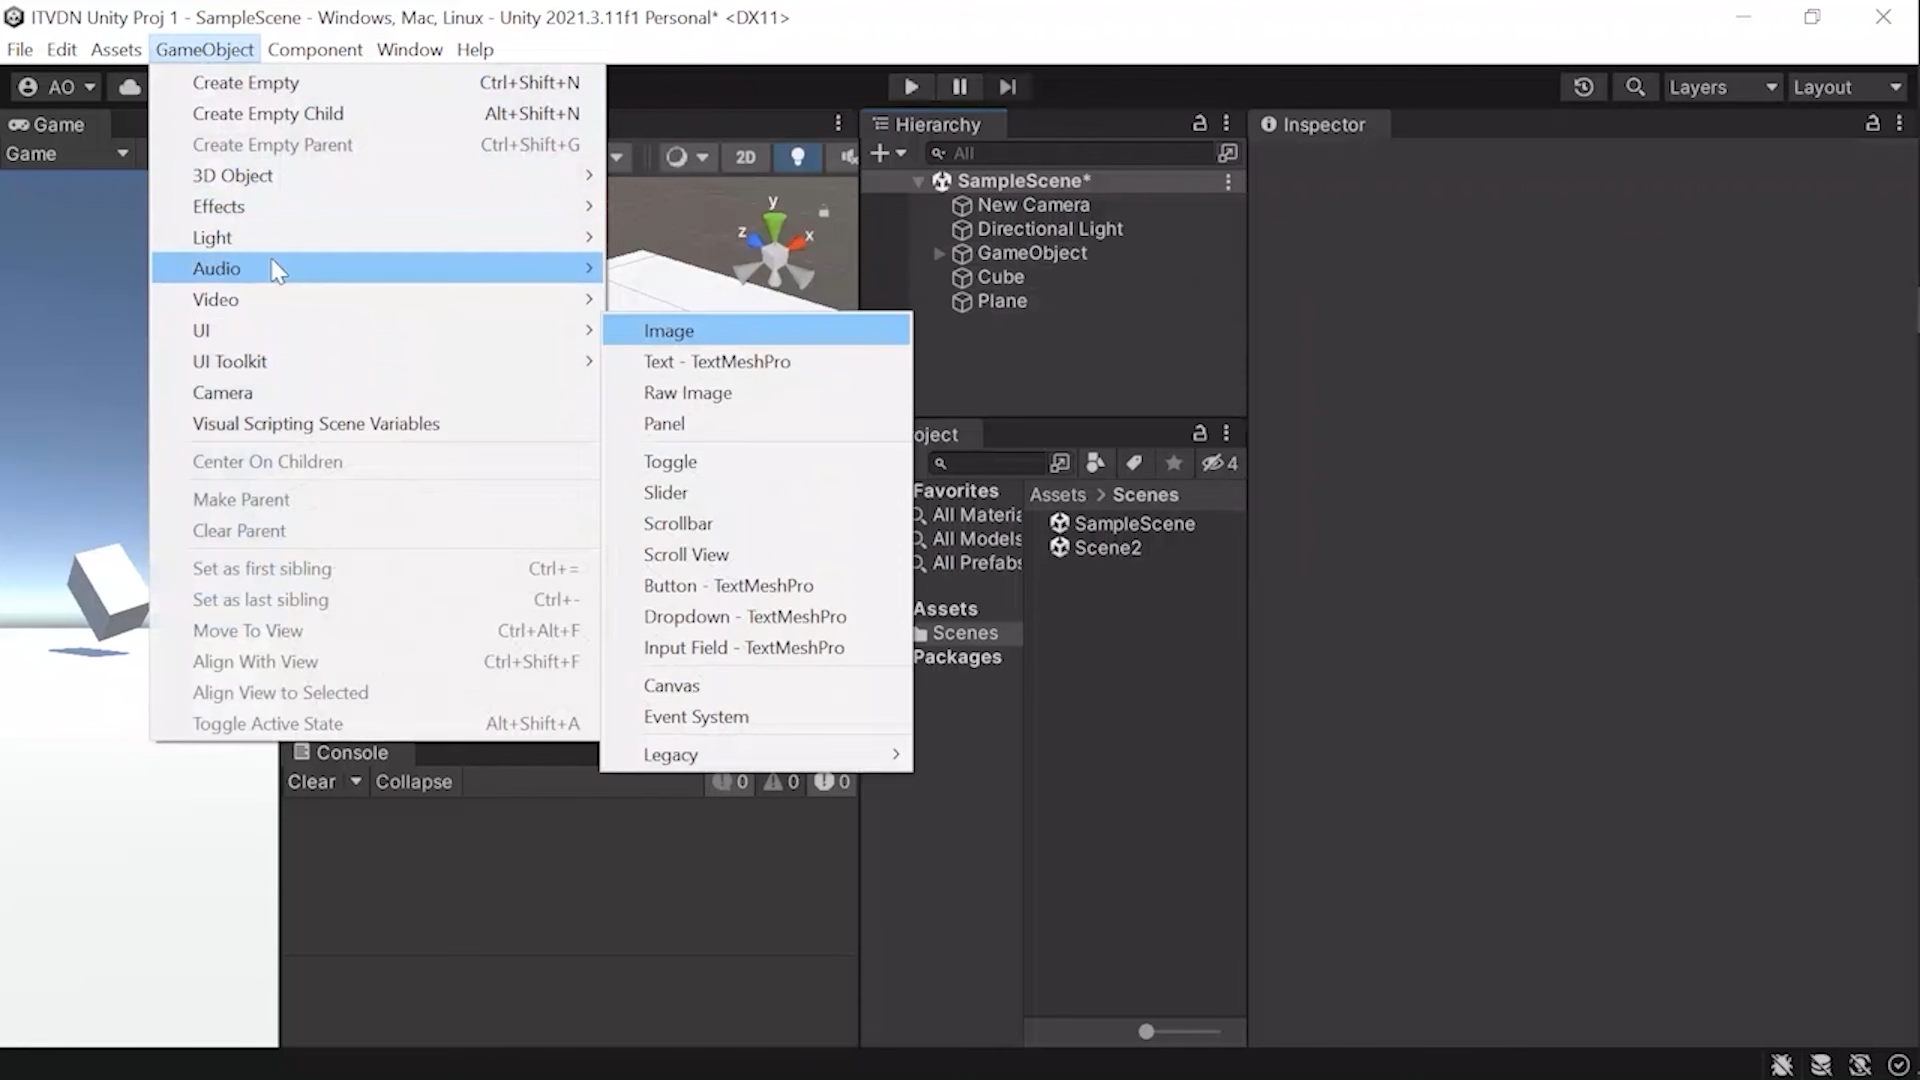 ITVDN Unity Proj 1 - SampleScene - Windows, Mac, Linux - Unity 2021.3.11f1 Personal* <DX11>
File Edit Assets GameObject Component Window Help
AO
Layers Layout
Game
Game
Create Empty Ctrl+Shift+N
Create Empty Child Alt+Shift+N
Create Empty Parent Ctrl+Shift+G
3D Object
Effects
Light
Audio
Video
UI
UI Toolkit
Camera
Visual Scripting Scene Variables
Center On Children
Make Parent
Clear Parent
Set as first sibling Ctrl+=
Set as last sibling Ctrl+-
Move To View Ctrl+Alt+F
Align With View Ctrl+Shift+F
Align View to Selected
Toggle Active State Alt+Shift+A
Image
Text - TextMeshPro
Raw Image
Panel
Toggle
Slider
Scrollbar
Scroll View
Button - TextMeshPro
Dropdown - TextMeshPro
Input Field - TextMeshPro
Canvas
Event System
Legacy
2D
y
z x
Hierarchy
All
SampleScene*
New Camera
Directional Light
GameObject
Cube
Plane
Inspector
oject
4
Favorites
All Materia
All Models
All Prefabs
Assets
Scenes
Packages
Assets > Scenes
SampleScene
Scene2
Console
Clear Collapse 0 0 0